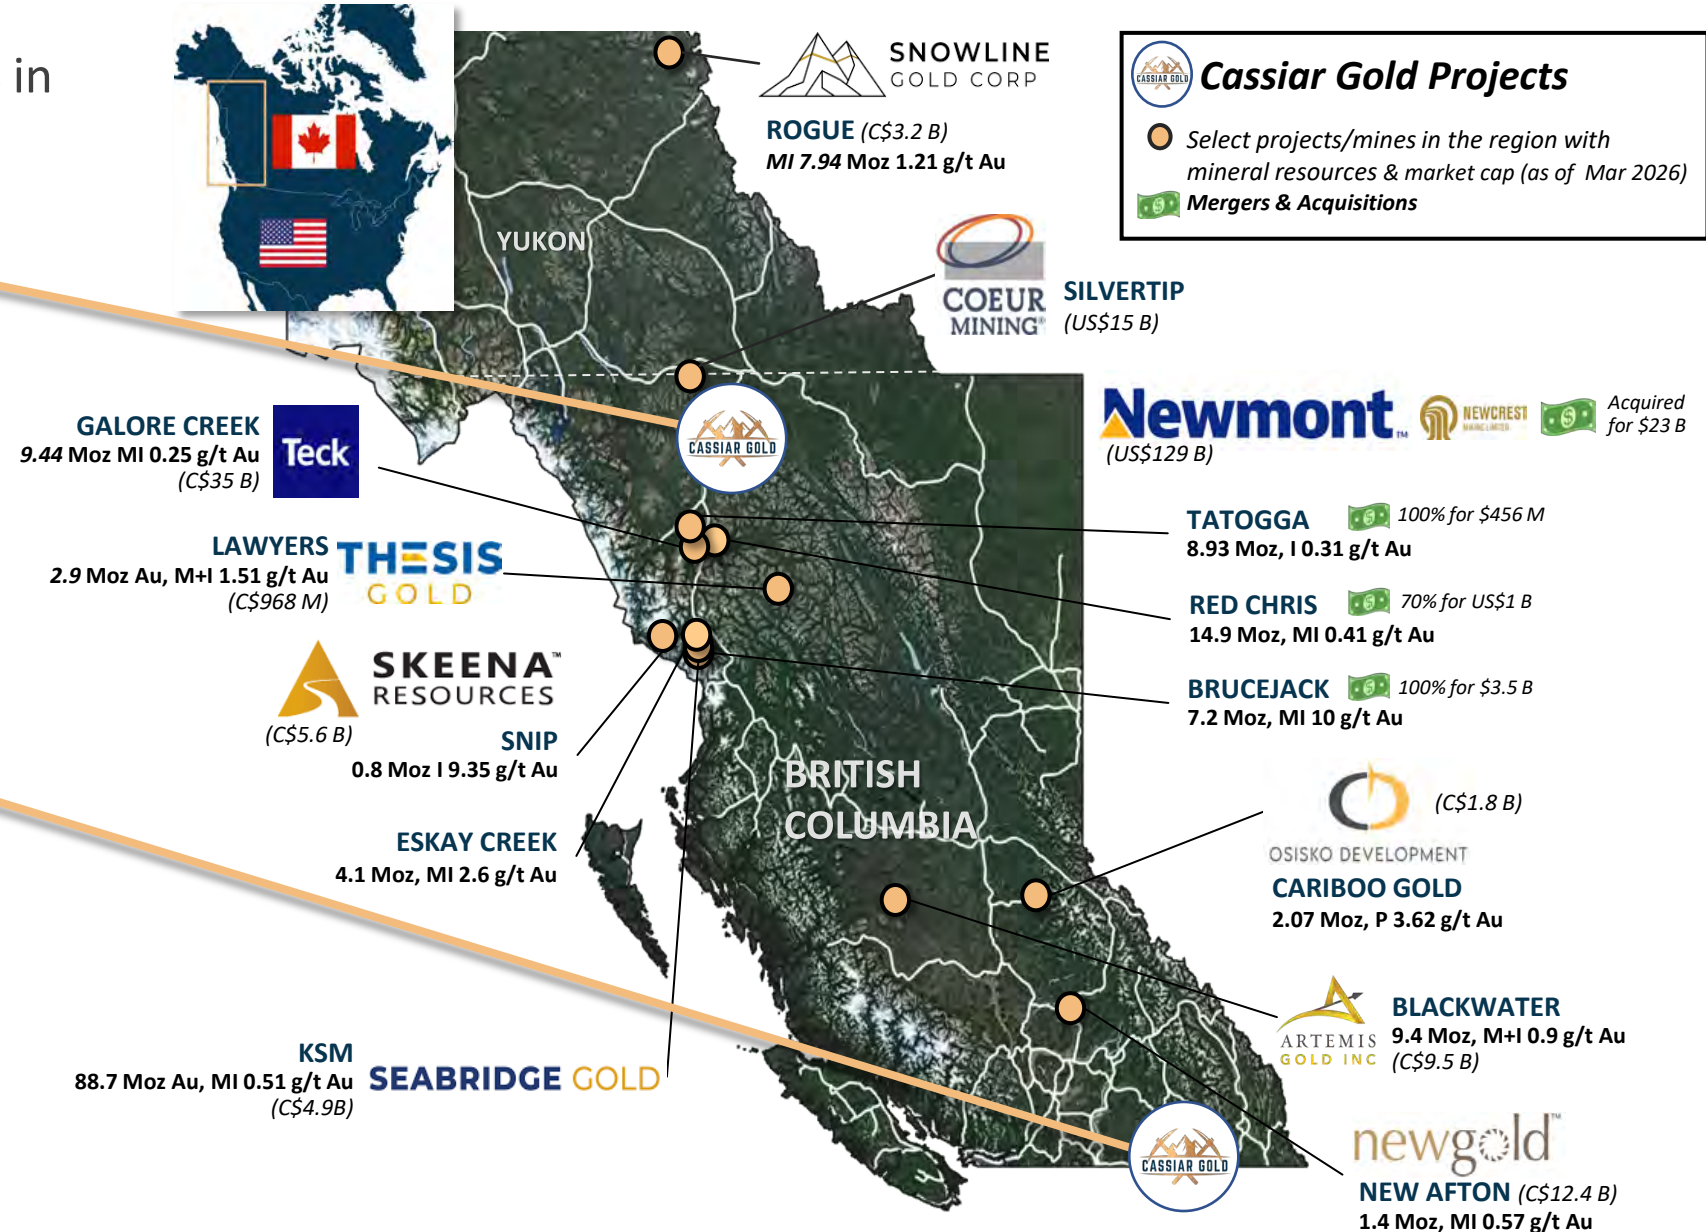 in
SNOWLINE
GOLD CORP
ROGUE (C$3.2 B)
MI 7.94 Moz 1.21 g/t Au
CASSIAR GOLD
Cassiar Gold Projects
Select projects/mines in the region with
mineral resources & market cap (as of Mar 2026)
Mergers & Acquisitions
YUKON
COEUR
MINING®
SILVERTIP
(US$15 B)
CASSIAR GOLD
Newmont™
(US$129 B)
NEWCREST
MINING LIMITED
Acquired
for $23 B
GALORE CREEK
9.44 Moz MI 0.25 g/t Au
(C$35 B)
Teck
TATOGGA
100% for $456 M
8.93 Moz, I 0.31 g/t Au
LAWYERS
2.9 Moz Au, M+I 1.51 g/t Au
(C$968 M)
THESIS
GOLD
RED CHRIS
70% for US$1 B
14.9 Moz, MI 0.41 g/t Au
SKEENA™
RESOURCES
(C$5.6 B)
BRUCEJACK
100% for $3.5 B
7.2 Moz, MI 10 g/t Au
SNIP
0.8 Moz I 9.35 g/t Au
BRITISH
COLUMBIA
(C$1.8 B)
OSISKO DEVELOPMENT
CARIBOO GOLD
2.07 Moz, P 3.62 g/t Au
ESKAY CREEK
4.1 Moz, MI 2.6 g/t Au
ARTEMIS
GOLD INC
BLACKWATER
9.4 Moz, M+I 0.9 g/t Au
(C$9.5 B)
KSM
88.7 Moz Au, MI 0.51 g/t Au
(C$4.9B)
SEABRIDGE GOLD
CASSIAR GOLD
newgold™
NEW AFTON (C$12.4 B)
1.4 Moz, MI 0.57 g/t Au